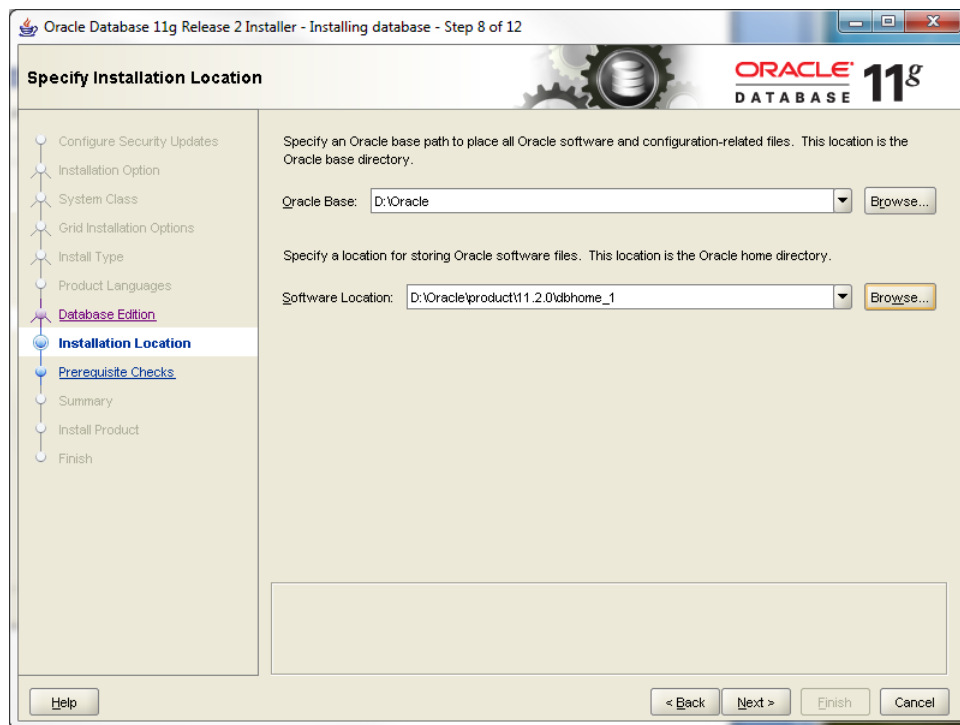 Oracle Database 11g Release 2 Installer - Installing database - Step 8 of 12
Specify Installation Location
ORACLE
DATABASE 11g
Configure Security Updates
Installation Option
System Class
Grid Installation Options
Install Type
Product Languages
Database Edition
Installation Location
Prerequisite Checks
Summary
Install Product
Finish
Specify an Oracle base path to place all Oracle software and configuration-related files. This location is the
Oracle base directory.
Oracle Base: D:\Oracle Browse...
Specify a location for storing Oracle software files. This location is the Oracle home directory.
Software Location: D:\Oracle\product\11.2.0\dbhome_1 Browse...
Help < Back Next > Finish Cancel